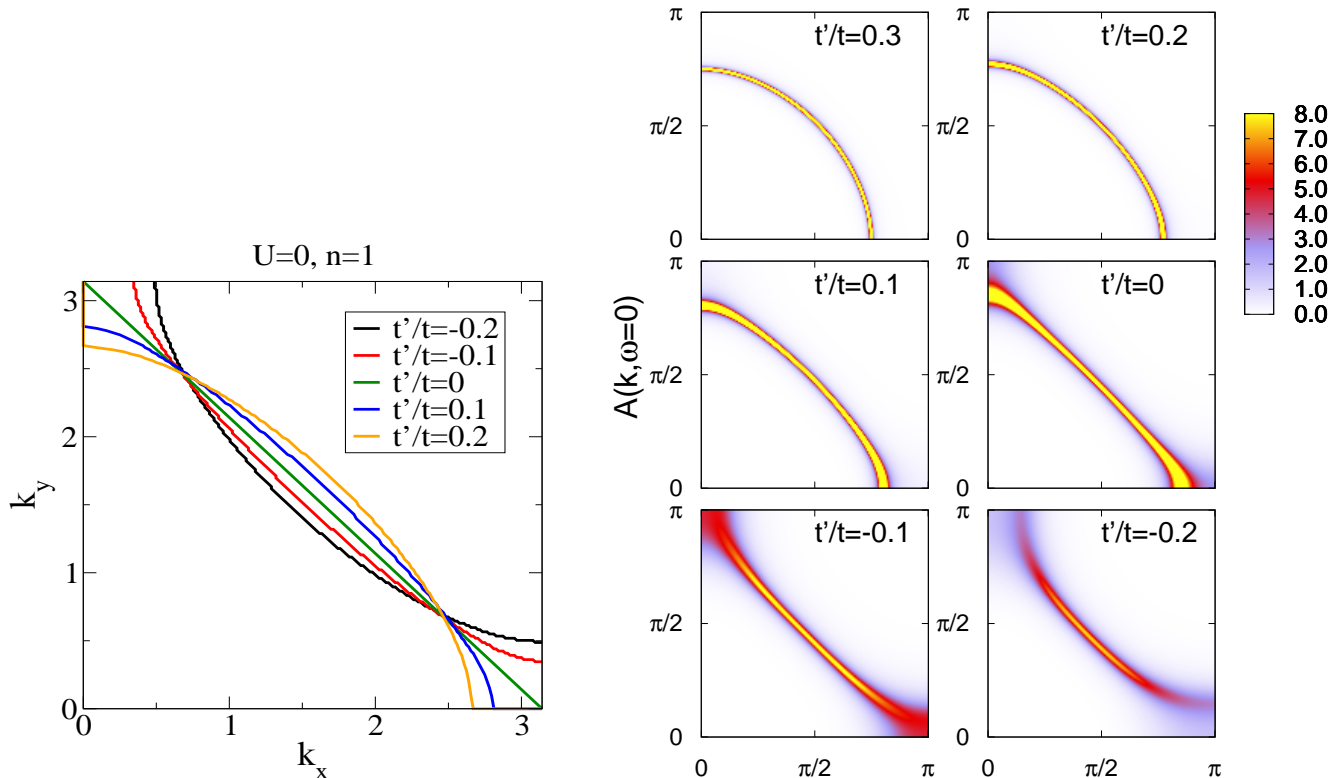 U=0, n=1
t'/t=-0.2
t'/t=-0.1
t'/t=0
t'/t=0.1
t'/t=0.2
k_y
3
2
1
0
0
1
2
3
k_x
A(k,ω=0)
π
π/2
0
t'/t=0.3
π
π/2
0
t'/t=0.2
π
π/2
0
t'/t=0.1
π
π/2
0
t'/t=0
π
π/2
0
t'/t=-0.1
0
π/2
π
π
π/2
0
t'/t=-0.2
0
π/2
π
8.0
7.0
6.0
5.0
4.0
3.0
2.0
1.0
0.0